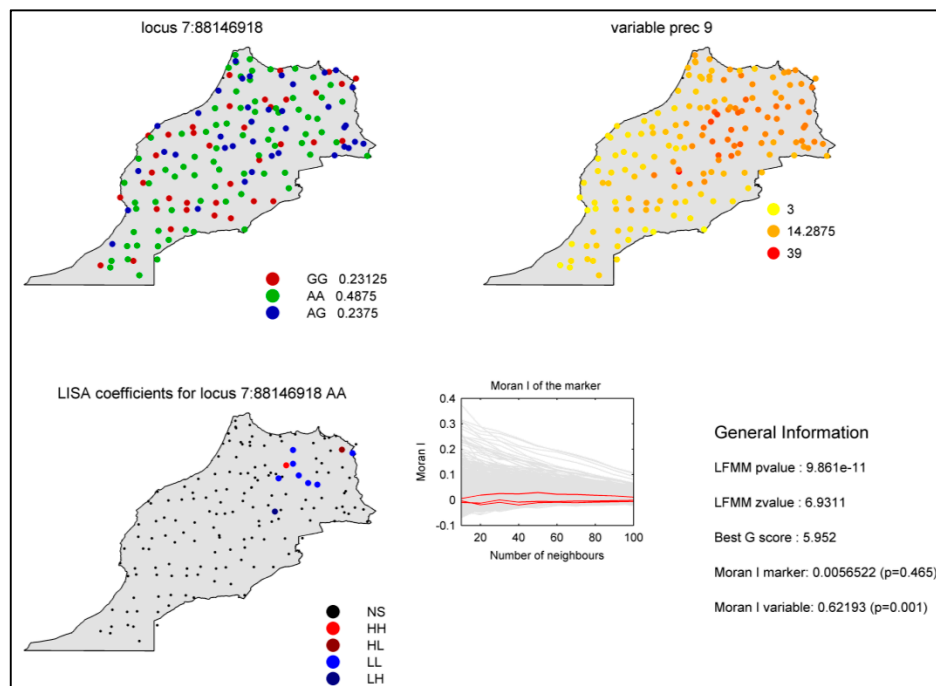 locus 7:88146918
GG 0.23125
AA 0.4875
AG 0.2375
variable prec 9
3
14.2875
39
LISA coefficients for locus 7:88146918 AA
NS
HH
HL
LL
LH
Moran I of the marker
Moran I
0.4
0.3
0.2
0.1
0
-0.1
20 40 60 80 100
Number of neighbours
General Information
LFMM pvalue : 9.861e-11
LFMM zvalue : 6.9311
Best G score : 5.952
Moran I marker: 0.0056522 (p=0.465)
Moran I variable: 0.62193 (p=0.001)